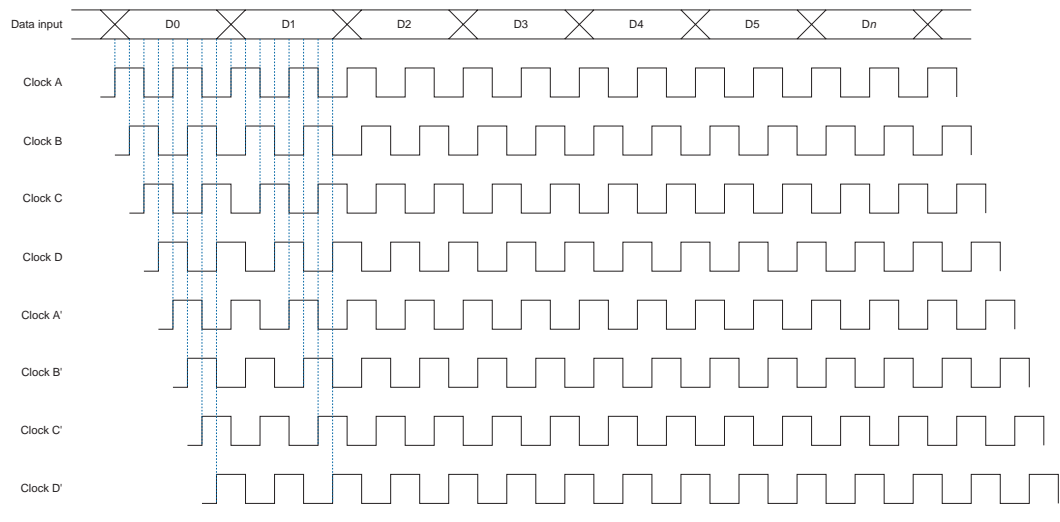 Data input D0 D1 D2 D3 D4 D5 Dn
Clock A
Clock B
Clock C
Clock D
Clock A'
Clock B'
Clock C'
Clock D'